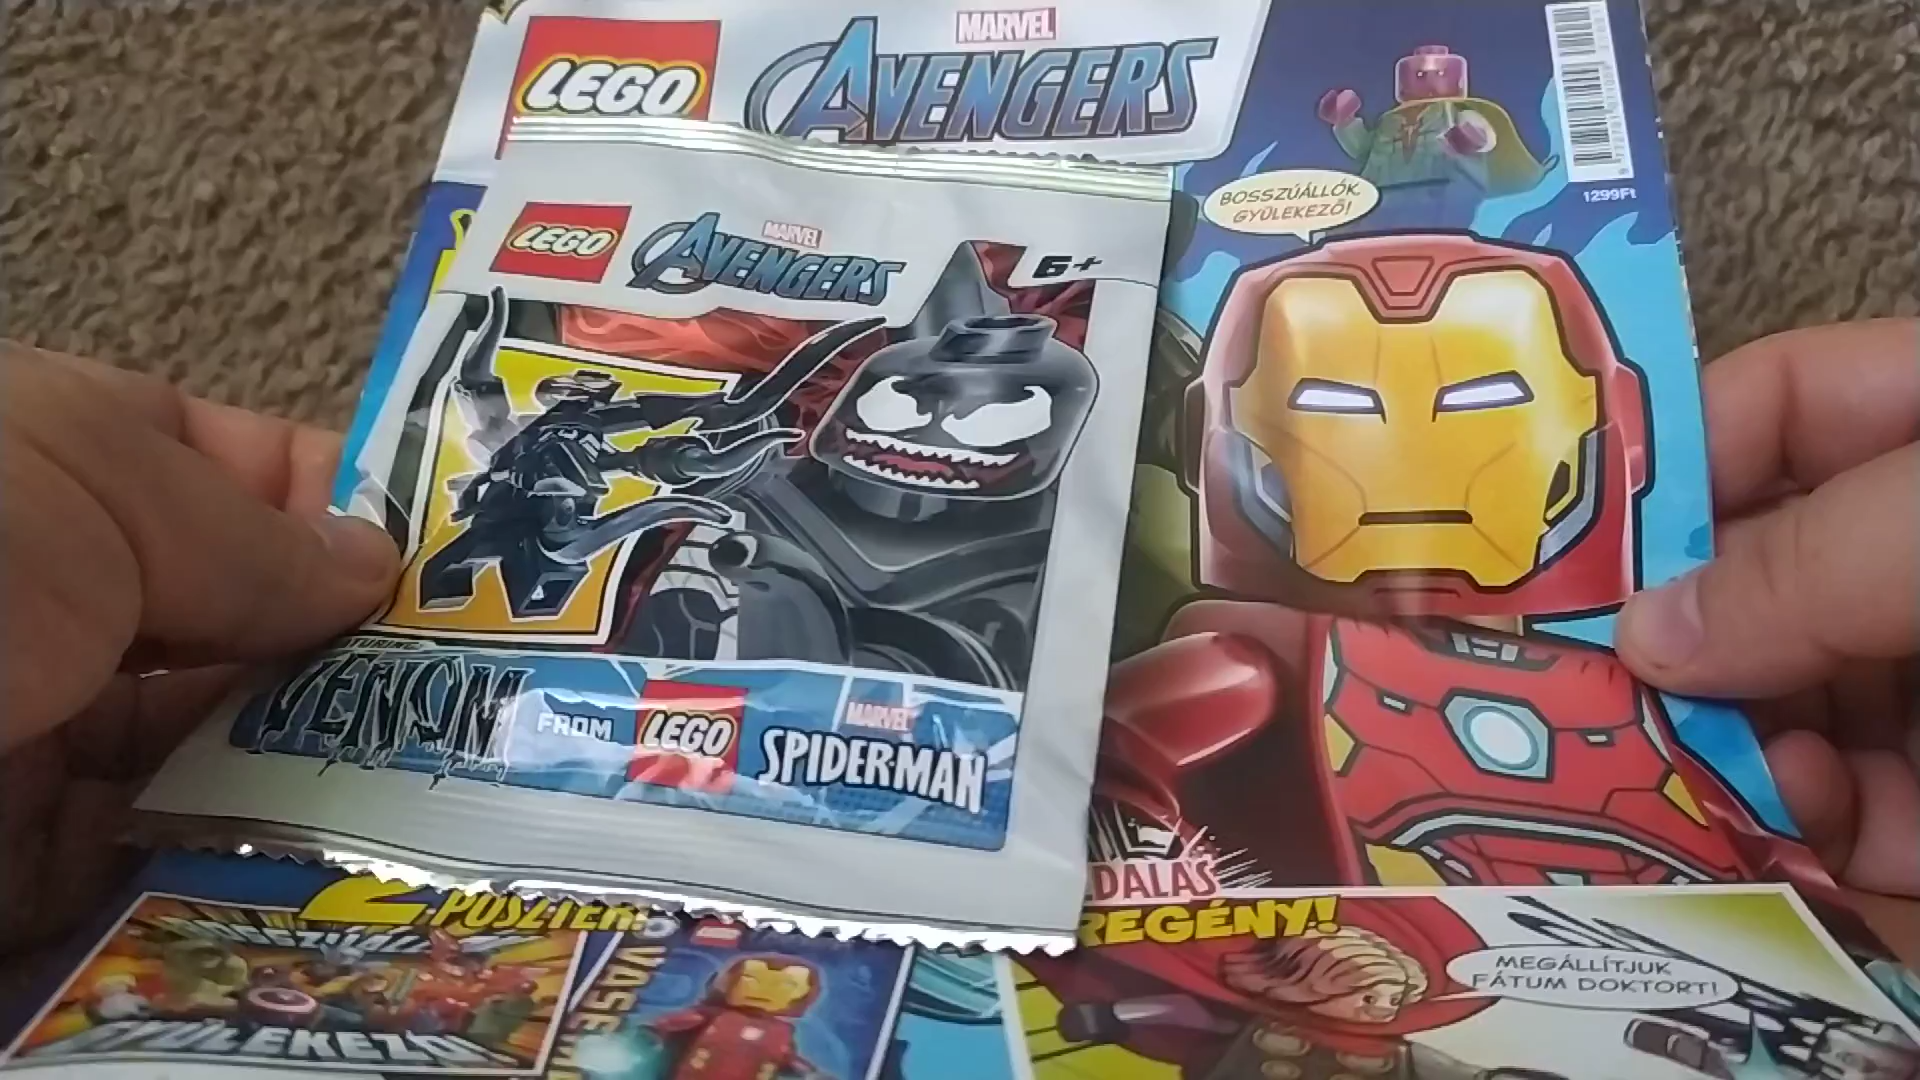 LEGO
MARVEL
AVENGERS
1299Ft
BOSSZÚÁLLÓK,
GYÜLEKEZŐ!
LEGO
MARVEL
AVENGERS
6+
VENOM
FROM
LEGO
MARVEL
SPIDER-MAN
DALAS
REGÉNY!
2 POSZTER!
GYÜLEKEZŐ!
MEGÁLLÍTJUK
FÁTUM DOKTORT!